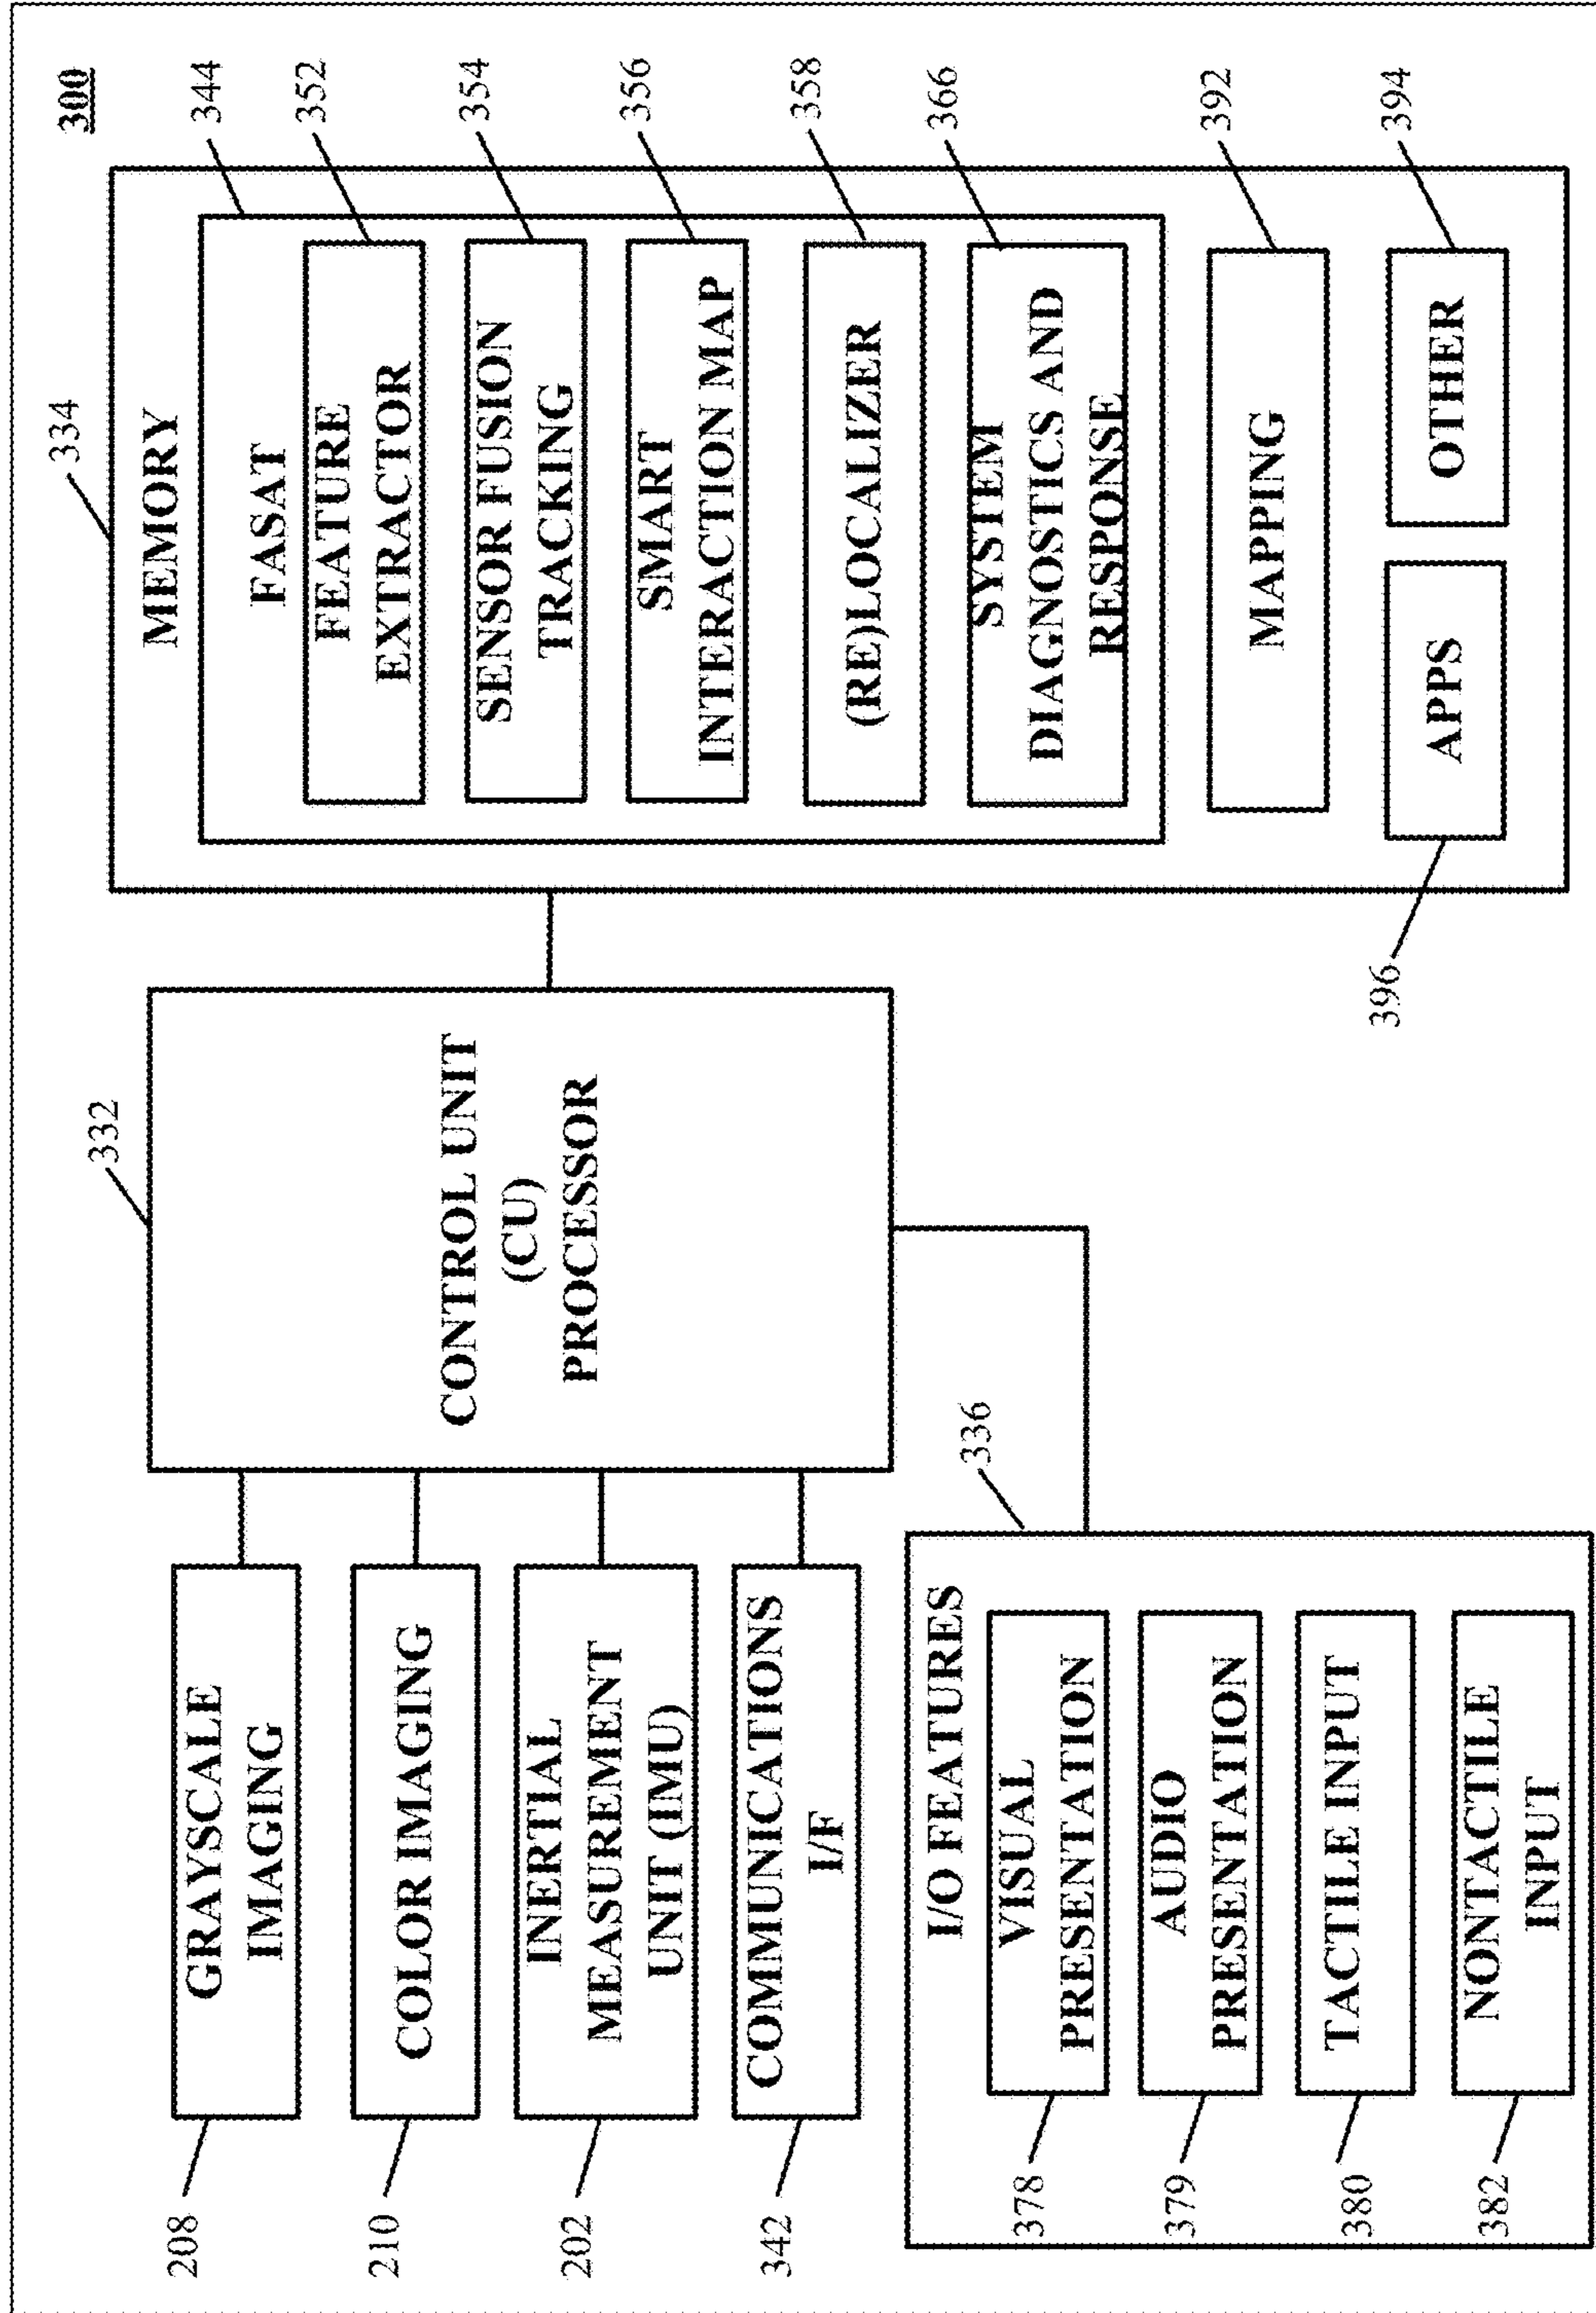 300
208
GRAYSCALE
IMAGING
210
COLOR IMAGING
202
INERTIAL
MEASUREMENT
UNIT (IMU)
342
COMMUNICATIONS
I/F
332
CONTROL UNIT
(CU)
PROCESSOR
336
I/O FEATURES
378
VISUAL
PRESENTATION
379
AUDIO
PRESENTATION
380
TACTILE INPUT
382
NONTACTILE
INPUT
334
MEMORY
344
FASAT
352
FEATURE
EXTRACTOR
354
SENSOR FUSION
TRACKING
356
SMART
INTERACTION MAP
358
(RE)LOCALIZER
366
SYSTEM
DIAGNOSTICS AND
RESPONSE
392
MAPPING
396
APPS
394
OTHER